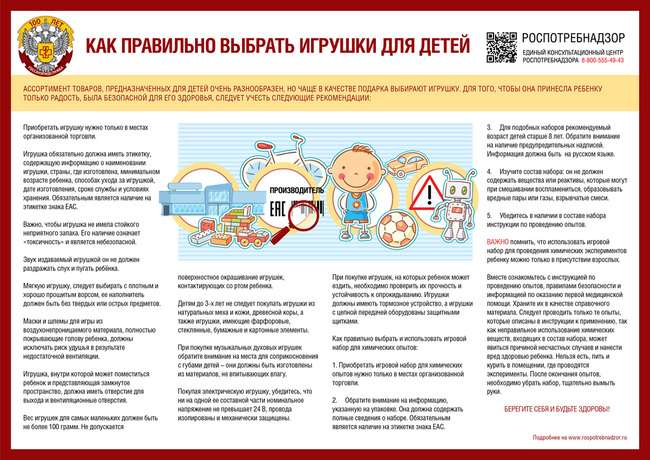 100 ЛЕТ
КАК ПРАВИЛЬНО ВЫБРАТЬ ИГРУШКИ ДЛЯ ДЕТЕЙ
РОСПОТРЕБНАДЗОР
ЕДИНЫЙ КОНСУЛЬТАЦИОННЫЙ ЦЕНТР
РОСПОТРЕБНАДЗОРА 8-800-555-49-43
АССОРТИМЕНТ ТОВАРОВ, ПРЕДНАЗНАЧЕННЫХ ДЛЯ ДЕТЕЙ ОЧЕНЬ РАЗНООБРАЗЕН, НО ЧАЩЕ В КАЧЕСТВЕ ПОДАРКА ВЫБИРАЮТ ИГРУШКУ. ДЛЯ ТОГО, ЧТОБЫ ОНА ПРИНЕСЛА РЕБЕНКУ
ТОЛЬКО РАДОСТЬ, БЫЛА БЕЗОПАСНОЙ ДЛЯ ЕГО ЗДОРОВЬЯ, СЛЕДУЕТ УЧЕСТЬ СЛЕДУЮЩИЕ РЕКОМЕНДАЦИИ:
Приобретать игрушку нужно только в местах
организованной торговли.
Игрушка обязательно должна иметь этикетку,
содержащую информацию о наименовании
игрушки, страны, где изготовлена, минимальном
возрасте ребенка, способах ухода за игрушкой,
дате изготовления, сроке службы и условиях
хранения. Обязательным является наличие на
этикетке знака EAC.
Важно, чтобы игрушка не имела стойкого
неприятного запаха. Его наличие означает
«токсичность» и является небезопасной.
Звук издаваемый игрушкой не должен
раздражать слух и пугать ребёнка.
Мягкую игрушку, следует выбирать с плотным и
хорошо прошитым ворсом, ее наполнитель
должен быть без твердых или острых предметов.
Маски и шлемы для игры из
воздухонепроницаемого материала, полностью
покрывающие голову ребенка, должны
исключать риск удушья в результате
недостаточной вентиляции.
Игрушка, внутри которой может поместиться
ребенок и представляющая замкнутое
пространство, должна иметь отверстия для
выхода и вентиляционные отверстия.
Вес игрушек для самых маленьких должен быть
не более 100 грамм. Не допускается
ПРОИЗВОДИТЕЛЬ
EAC
поверхностное окрашивание игрушек,
контактирующих со ртом ребенка.
Детям до 3-х лет не следует покупать игрушки из
натуральных меха и кожи, древесной коры, а
также игрушки, имеющие фарфоровые,
стеклянные, бумажные и картонные элементы.
При покупке музыкальных духовых игрушек
обратите внимание на места для соприкосновения
с губами детей – они должны быть изготовлены
из материалов, не впитывающих влагу.
Покупая электрическую игрушку, убедитесь, что
ни на одной ее составной части номинальное
напряжение не превышает 24 В, провода
изолированы и механически защищены.
При покупке игрушек, на которых ребенок может
ездить, необходимо проверить их прочность и
устойчивость к опрокидыванию. Игрушки
должны иметь тормозное устройство, а игрушки
с цепной передачей оборудованы защитными
щитками.
Как правильно выбрать и использовать игровой
набор для химических опытов:
1. Приобретать игровой набор для химических
опытов нужно только в местах организованной
торговли.
2. Обратите внимание на информацию,
указанную на упаковке. Она должна содержать
полные сведения о наборе. Обязательным
является наличие на этикетке знака EAC.
3. Для подобных наборов рекомендуемый
возраст детей старше 8 лет. Обратите внимание
на наличие предупредительных надписей.
Информация должна быть на русском языке.
4. Изучите состав набора: он не должен
содержать вещества или реактивы, которые могут
при смешивании воспламениться, образовывать
вредные пары или газы, взрывчатые смеси.
5. Убедитесь в наличии в составе набора
инструкции по проведению опытов.
ВАЖНО помнить, что использовать игровой
набор для проведения химических экспериментов
ребенку можно только в присутствии взрослых.
Вместе ознакомьтесь с инструкцией по
проведению опытов, правилами безопасности и
информацией по оказанию первой медицинской
помощи. Храните их в качестве справочного
материала. Следует проводить только те опыты,
которые описаны в инструкции к применению, так
как неправильное использование химических
веществ, входящих в состав набора, может
явиться причиной несчастных случаев и нанести
вред здоровью ребенка. Нельзя есть, пить и
курить в помещении, где проводятся
эксперименты. После окончания опытов,
необходимо убрать набор, тщательно вымыть
руки.
БЕРЕГИТЕ СЕБЯ И БУДЬТЕ ЗДОРОВЫ!
Подробнее на www.rospotrebnadzor.ru